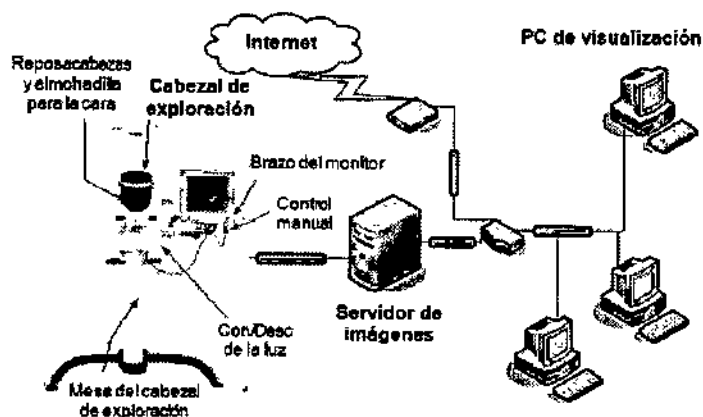 Internet
PC de visualización
Reposacabezas
y almohadilla
para la cara
Cabezal de
exploración
Brazo del monitor
Control
manual
Servidor de
imágenes
Con/Desc
de la luz
Mesa del cabezal
de exploración